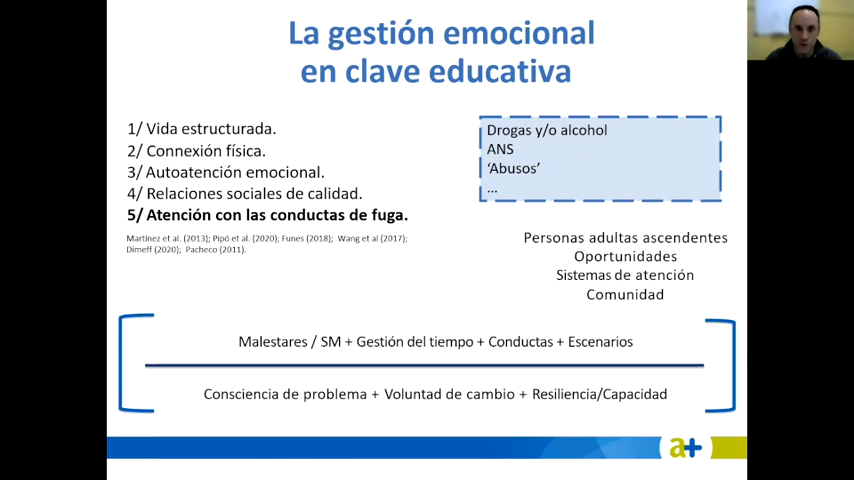 La gestión emocional
en clave educativa
1/ Vida estructurada.
2/ Connexión física.
3/ Autoatención emocional.
4/ Relaciones sociales de calidad.
5/ Atención con las conductas de fuga.
Martínez et al. (2013); Pipó et al. (2020); Funes (2018); Wang et al (2017);
Dimeff (2020); Pacheco (2011).
Drogas y/o alcohol
ANS
‘Abusos’
...
Personas adultas ascendentes
Oportunidades
Sistemas de atención
Comunidad
Malestares / SM + Gestión del tiempo + Conductas + Escenarios
Consciencia de problema + Voluntad de cambio + Resiliencia/Capacidad
a+